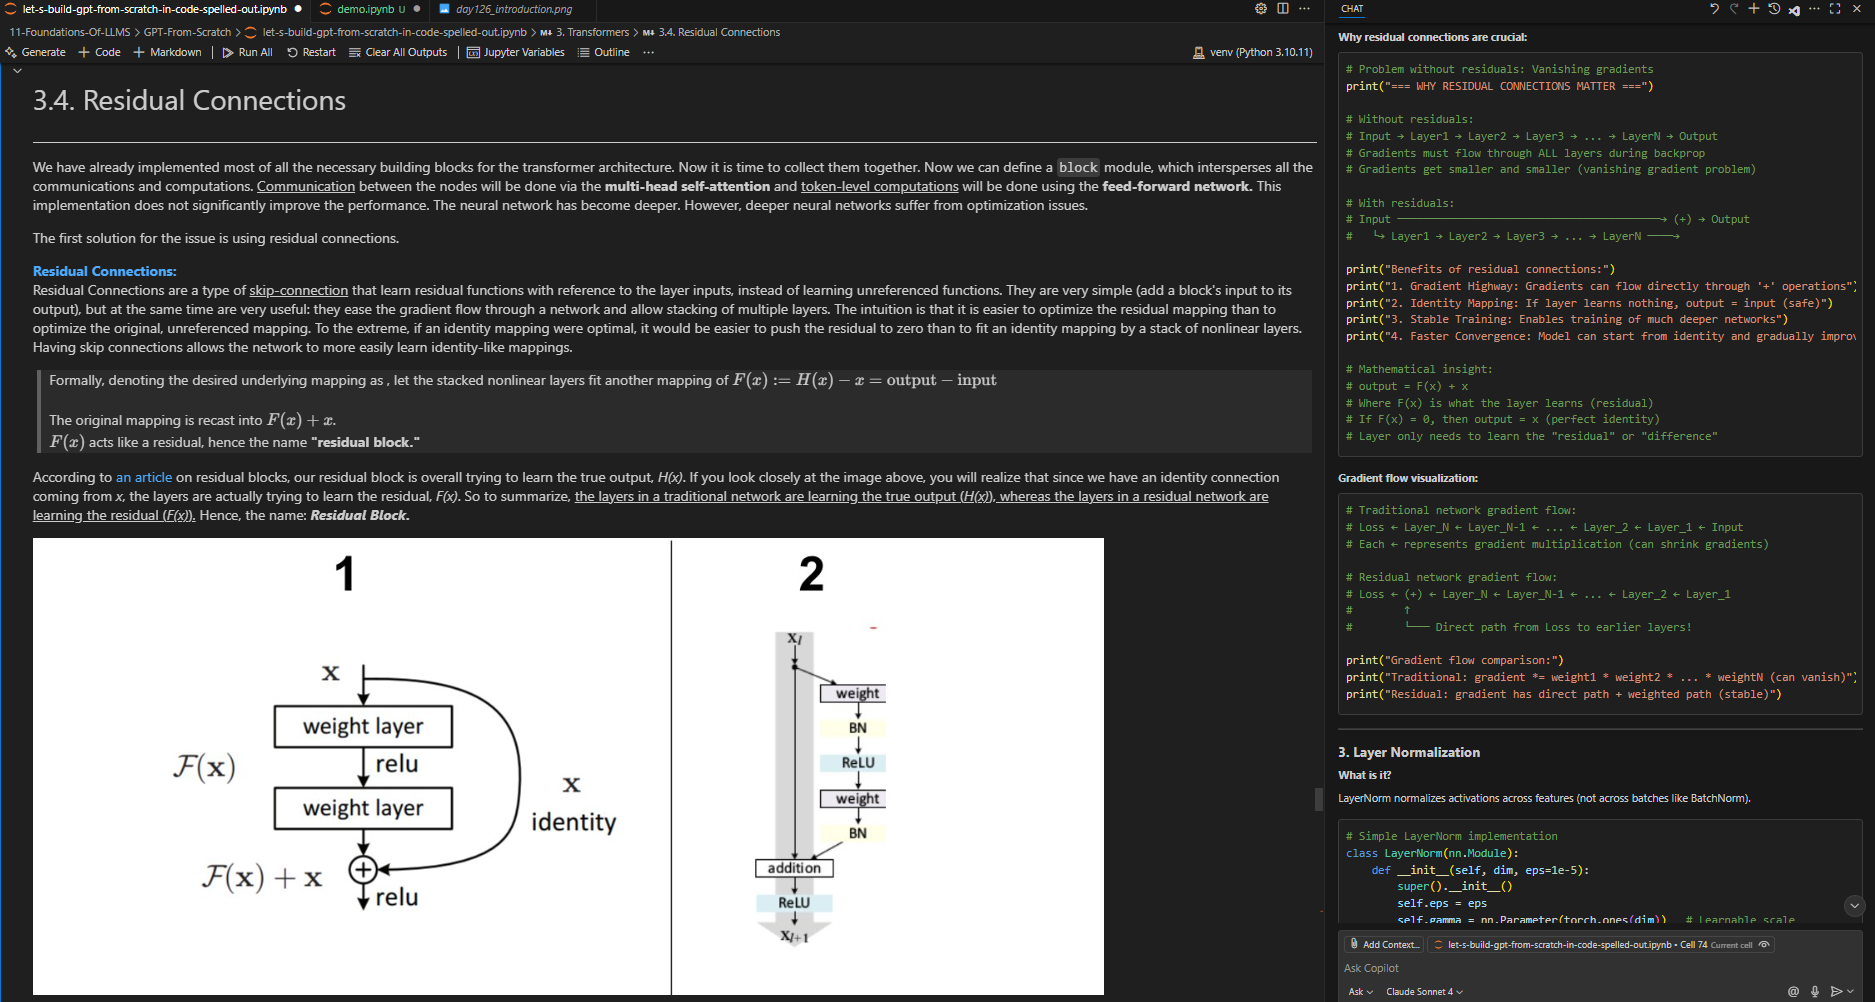 let-s-build-gpt-from-scratch-in-code-spelled-out.ipynb
demo.ipynb U
day126_introduction.png
11-Foundations-Of-LLMS > GPT-From-Scratch > let-s-build-gpt-from-scratch-in-code-spelled-out.ipynb > M↓ 3. Transformers > M↓ 3.4. Residual Connections
Generate + Code + Markdown | Run All Restart Clear All Outputs | Jupyter Variables Outline ···
venv (Python 3.10.11)
3.4. Residual Connections
We have already implemented most of all the necessary building blocks for the transformer architecture. Now it is time to collect them together. Now we can define a block module, which intersperses all the
communications and computations. Communication between the nodes will be done via the multi-head self-attention and token-level computations will be done using the feed-forward network. This
implementation does not significantly improve the performance. The neural network has become deeper. However, deeper neural networks suffer from optimization issues.
The first solution for the issue is using residual connections.
Residual Connections:
Residual Connections are a type of skip-connection that learn residual functions with reference to the layer inputs, instead of learning unreferenced functions. They are very simple (add a block's input to its
output), but at the same time are very useful: they ease the gradient flow through a network and allow stacking of multiple layers. The intuition is that it is easier to optimize the residual mapping than to
optimize the original, unreferenced mapping. To the extreme, if an identity mapping were optimal, it would be easier to push the residual to zero than to fit an identity mapping by a stack of nonlinear layers.
Having skip connections allows the network to more easily learn identity-like mappings.
Formally, denoting the desired underlying mapping as , let the stacked nonlinear layers fit another mapping of F(x) := H(x) − x = output − input
The original mapping is recast into F(x) + x.
F(x) acts like a residual, hence the name "residual block."
According to an article on residual blocks, our residual block is overall trying to learn the true output, H(x). If you look closely at the image above, you will realize that since we have an identity connection
coming from x, the layers are actually trying to learn the residual, F(x). So to summarize, the layers in a traditional network are learning the true output (H(x)), whereas the layers in a residual network are
learning the residual (F(x)). Hence, the name: Residual Block.
1
x
weight layer
F(x)
relu
weight layer
x
identity
F(x) + x
relu
2
xl
weight
BN
ReLU
weight
BN
addition
ReLU
xl+1
CHAT
Why residual connections are crucial:
# Problem without residuals: Vanishing gradients
print("=== WHY RESIDUAL CONNECTIONS MATTER ===")
# Without residuals:
# Input → Layer1 → Layer2 → Layer3 → ... → LayerN → Output
# Gradients must flow through ALL layers during backprop
# Gradients get smaller and smaller (vanishing gradient problem)
# With residuals:
# Input ─────────────────────────→ (+) → Output
# ↳ Layer1 → Layer2 → Layer3 → ... → LayerN ───→
print("Benefits of residual connections:")
print("1. Gradient Highway: Gradients can flow directly through '+' operations")
print("2. Identity Mapping: If layer learns nothing, output = input (safe)")
print("3. Stable Training: Enables training of much deeper networks")
print("4. Faster Convergence: Model can start from identity and gradually improv
# Mathematical insight:
# output = F(x) + x
# Where F(x) is what the layer learns (residual)
# If F(x) = 0, then output = x (perfect identity)
# Layer only needs to learn the "residual" or "difference"
Gradient flow visualization:
# Traditional network gradient flow:
# Loss ← Layer_N ← Layer_N-1 ← ... ← Layer_2 ← Layer_1 ← Input
# Each ← represents gradient multiplication (can shrink gradients)
# Residual network gradient flow:
# Loss ← (+) ← Layer_N ← Layer_N-1 ← ... ← Layer_2 ← Layer_1
# ↑
# └── Direct path from Loss to earlier layers!
print("Gradient flow comparison:")
print("Traditional: gradient *= weight1 * weight2 * ... * weightN (can vanish)")
print("Residual: gradient has direct path + weighted path (stable)")
3. Layer Normalization
What is it?
LayerNorm normalizes activations across features (not across batches like BatchNorm).
# Simple LayerNorm implementation
class LayerNorm(nn.Module):
def __init__(self, dim, eps=1e-5):
super().__init__()
self.eps = eps
self.gamma = nn.Parameter(torch.ones(dim)) # Learnable scale
Add Context...
let-s-build-gpt-from-scratch-in-code-spelled-out.ipynb • Cell 74 Current cell
Ask Copilot
Ask
Claude Sonnet 4